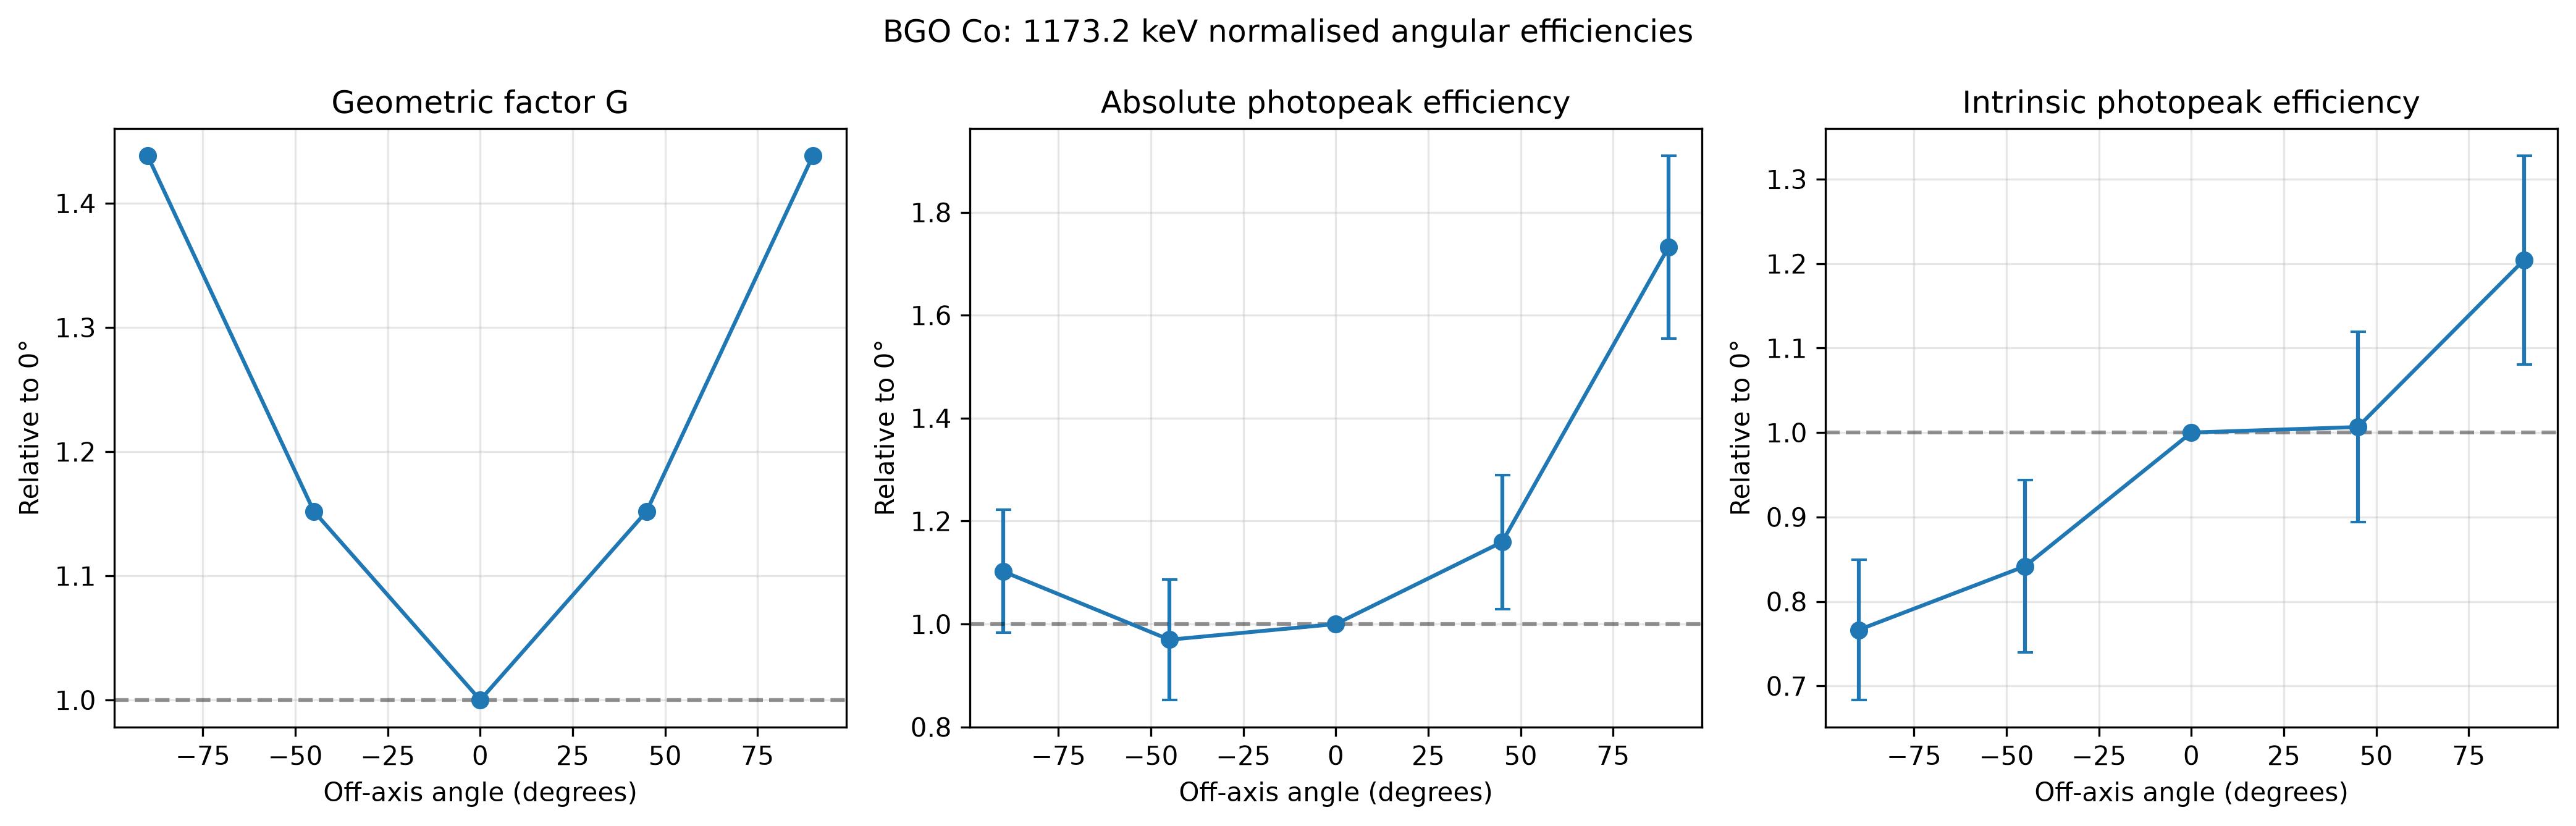 BGO Co: 1173.2 keV normalised angular efficiencies
Geometric factor G
Relative to 0°
1.4
1.3
1.2
1.1
1.0
−75 −50 −25 0 25 50 75
Off-axis angle (degrees)
Absolute photopeak efficiency
Relative to 0°
1.8
1.6
1.4
1.2
1.0
0.8
−75 −50 −25 0 25 50 75
Off-axis angle (degrees)
Intrinsic photopeak efficiency
Relative to 0°
1.3
1.2
1.1
1.0
0.9
0.8
0.7
−75 −50 −25 0 25 50 75
Off-axis angle (degrees)